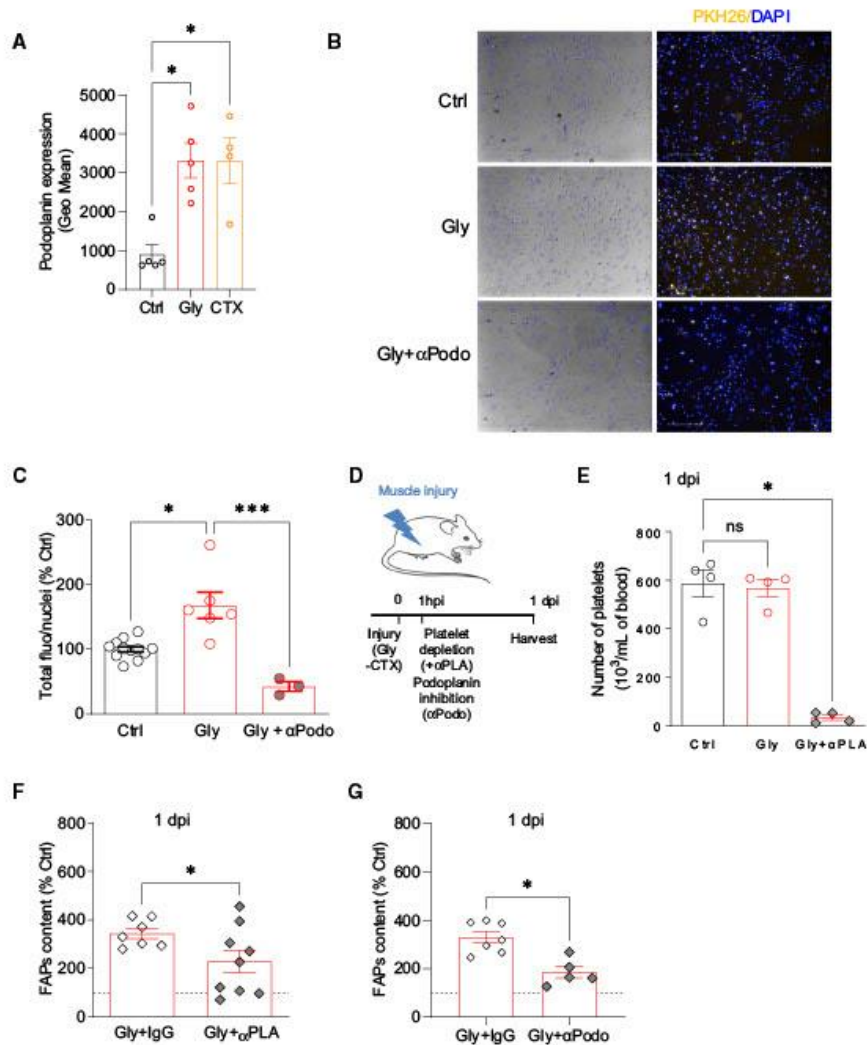 A
*
*
Podoplanin expression
(Geo Mean)
5000
4000
3000
2000
1000
0
Ctrl Gly CTX
B
PKH26/DAPI
Ctrl
Gly
Gly+αPodo
C
*
***
Total fluo/nuclei (% Ctrl)
300
200
100
0
Ctrl Gly Gly + αPodo
D
Muscle injury
0 1hpi 1 dpi
Injury Platelet Harvest
(Gly depletion
-CTX) (+αPLA)
Podoplanin
inhibition
(αPodo)
E
1 dpi
*
ns
Number of platelets
(10³/mL of blood)
800
600
400
200
0
Ctrl Gly Gly+αPLA
F
1 dpi
*
FAPs content (% Ctrl)
800
600
400
200
0
Gly+IgG Gly+αPLA
G
1 dpi
*
FAPs content (% Ctrl)
800
600
400
200
0
Gly+IgG Gly+αPodo